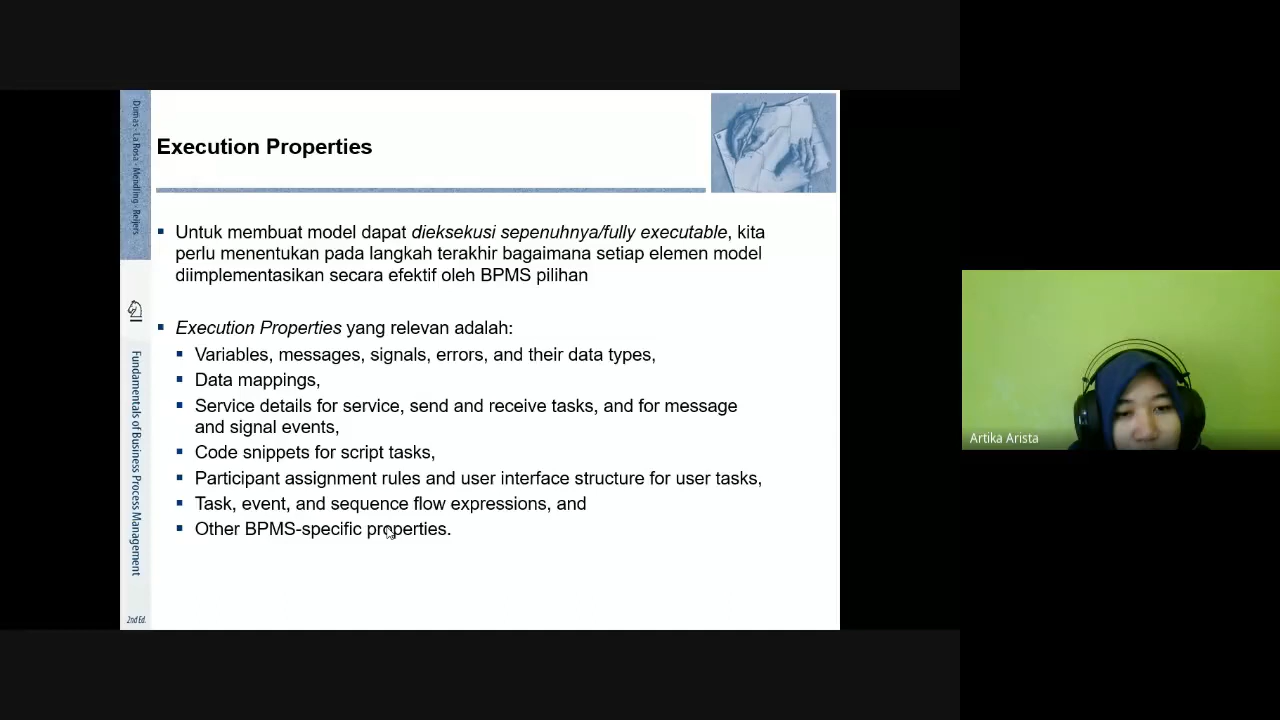 Dumas · La Rosa · Mendling · Reijers
Execution Properties
Untuk membuat model dapat dieksekusi sepenuhnya/fully executable, kita
perlu menentukan pada langkah terakhir bagaimana setiap elemen model
diimplementasikan secara efektif oleh BPMS pilihan
Execution Properties yang relevan adalah:
Variables, messages, signals, errors, and their data types,
Data mappings,
Service details for service, send and receive tasks, and for message
and signal events,
Code snippets for script tasks,
Participant assignment rules and user interface structure for user tasks,
Task, event, and sequence flow expressions, and
Other BPMS-specific properties.
Fundamentals of Business Process Management
2nd Ed.
Artika Arista